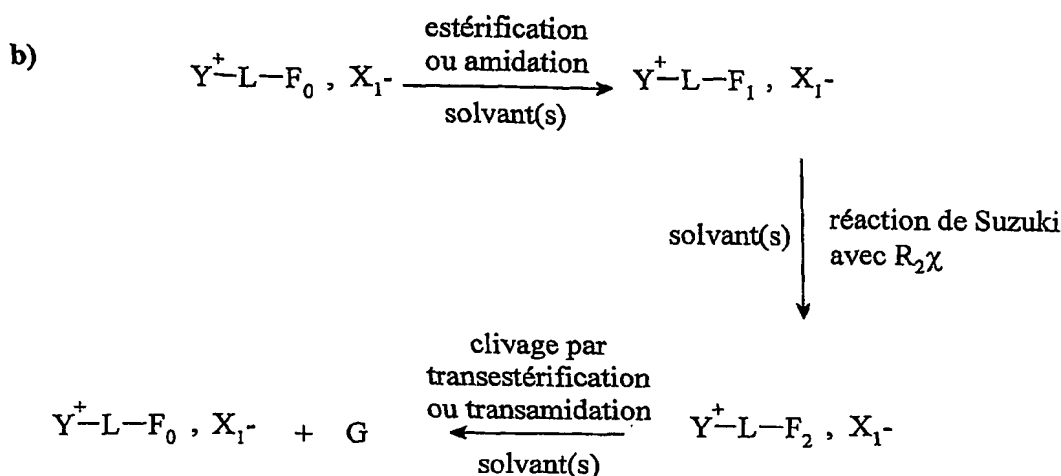 b)
estérification
ou amidation
Y⁺—L—F₀ , X₁- Y⁺—L—F₁ , X₁-
solvant(s)
solvant(s)
réaction de Suzuki
avec R₂χ
clivage par
transestérification
ou transamidation
Y⁺—L—F₀ , X₁- + G Y⁺—L—F₂ , X₁-
solvant(s)